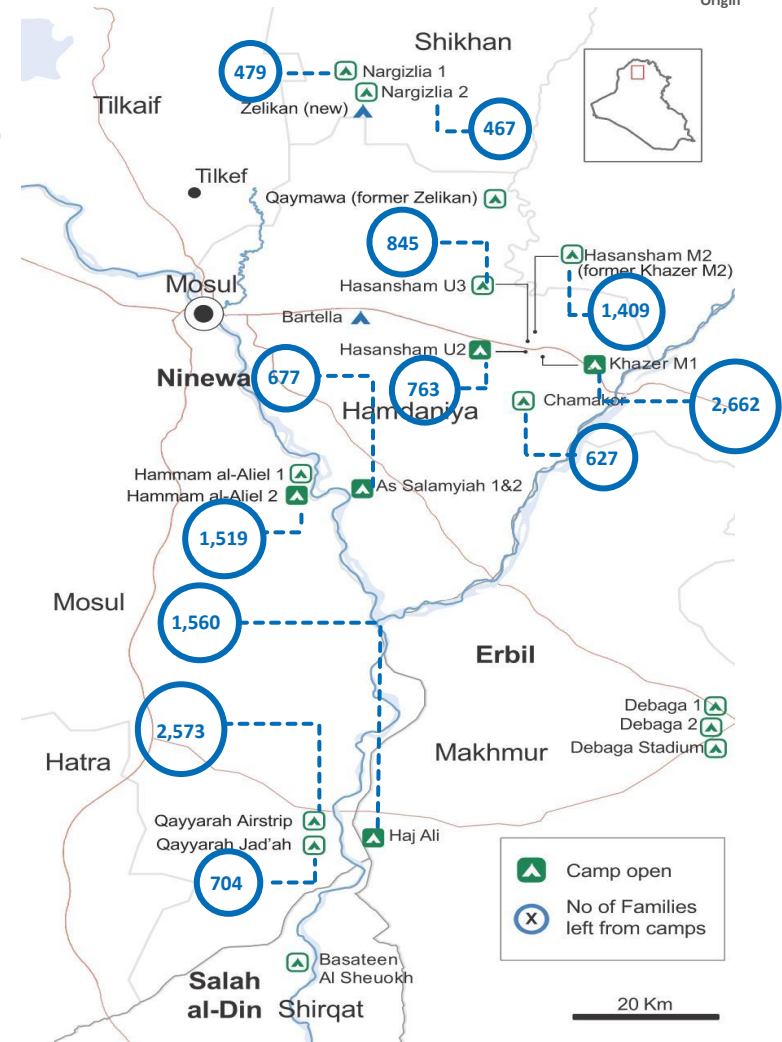 Origin
Shikhan
479
Nargizlia 1
Nargizlia 2
Tilkaif
Zelikan (new)
467
Tilkef
Qaymawa (former Zelikan)
845
Hasansham M2
(former Khazer M2)
Mosul
Hasansham U3
1,409
Bartella
Hasansham U2
Khazer M1
Ninewa
677
763
Hamdaniya
Chamakor
2,662
627
Hammam al-Aliel 1
Hammam al-Aliel 2
As Salamyiah 1&2
1,519
Mosul
1,560
Erbil
2,573
Debaga 1
Debaga 2
Debaga Stadium
Hatra
Makhmur
Qayyarah Airstrip
Haj Ali
Qayyarah Jad'ah
704
Camp open
X
No of Families
left from camps
Basateen
Al Sheuokh
Salah
al-Din
Shirqat
20 Km